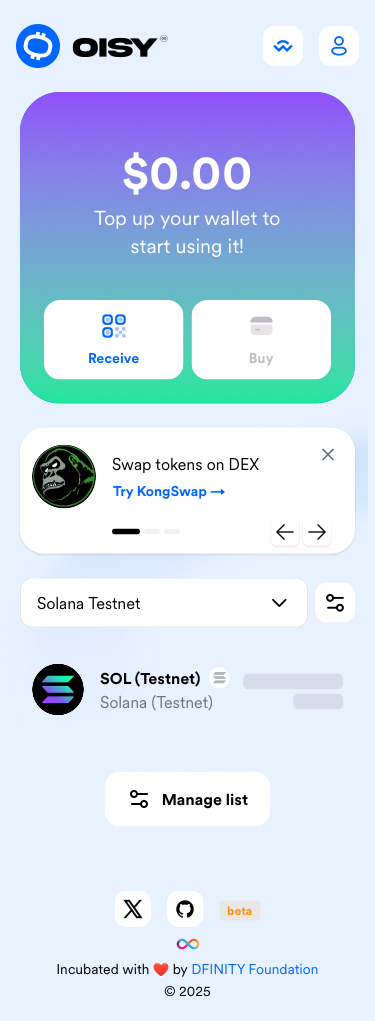 OISY
$0.00
Top up your wallet to
start using it!
Receive
Buy
Swap tokens on DEX
Try KongSwap →
Solana Testnet
SOL (Testnet)
Solana (Testnet)
Manage list
beta
Incubated with ❤️ by DFINITY Foundation
© 2025